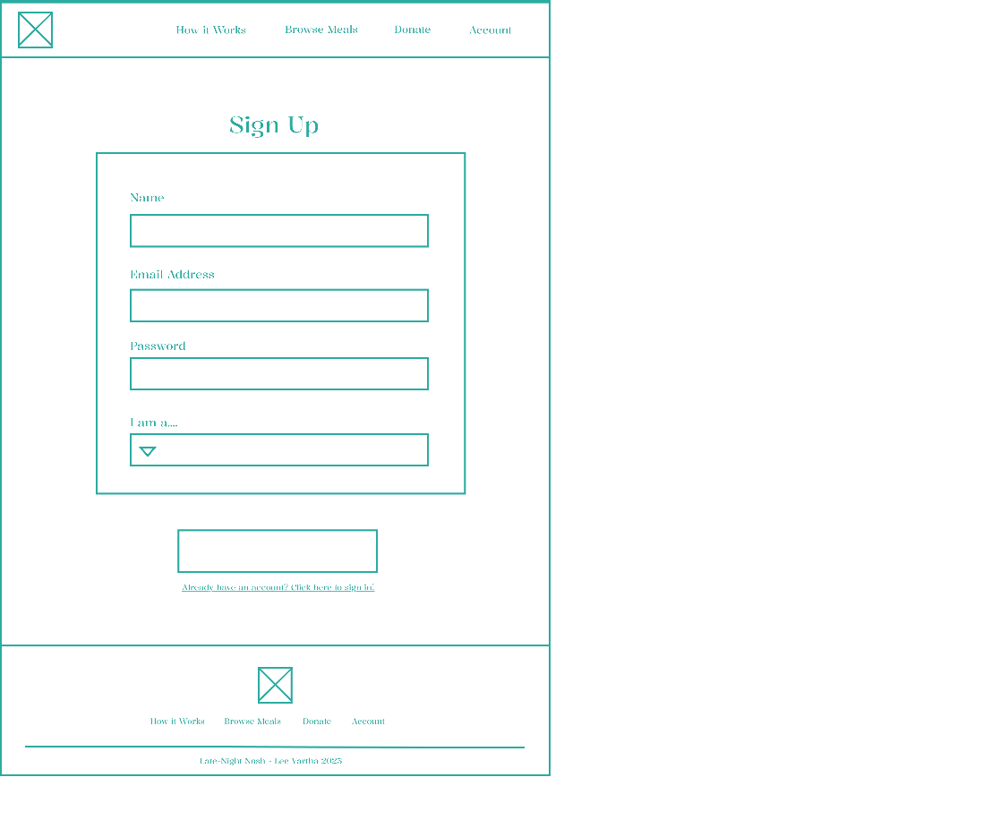 How it Works Browse Meals Donate Account
Sign Up
Name
Email Address
Password
I am a....
Already have an account? Click here to sign in!
How it Works Browse Meals Donate Account
Late-Night Nosh - Lee Vartha 2025